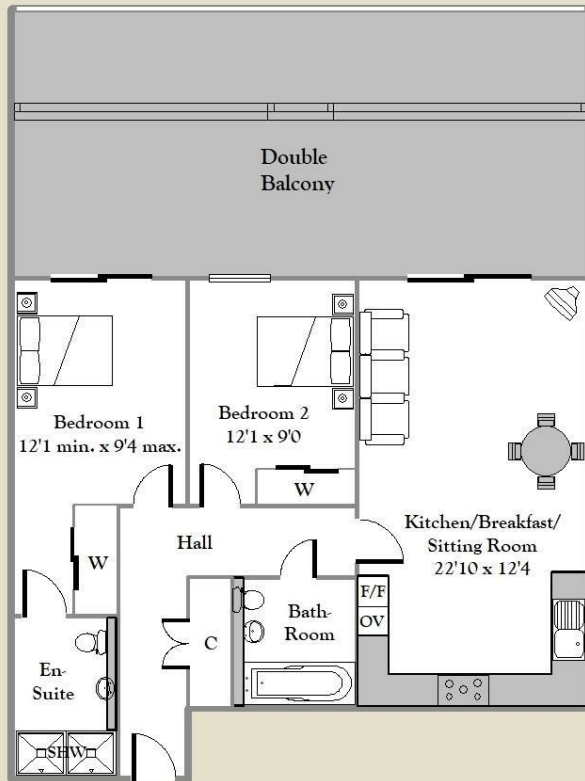 Double
Balcony
Bedroom 1
12'1 min. x 9'4 max.
Bedroom 2
12'1 x 9'0
W
W
Hall
Kitchen/Breakfast/
Sitting Room
22'10 x 12'4
F/F
OV
Bath-
Room
C
En-
Suite
SHW